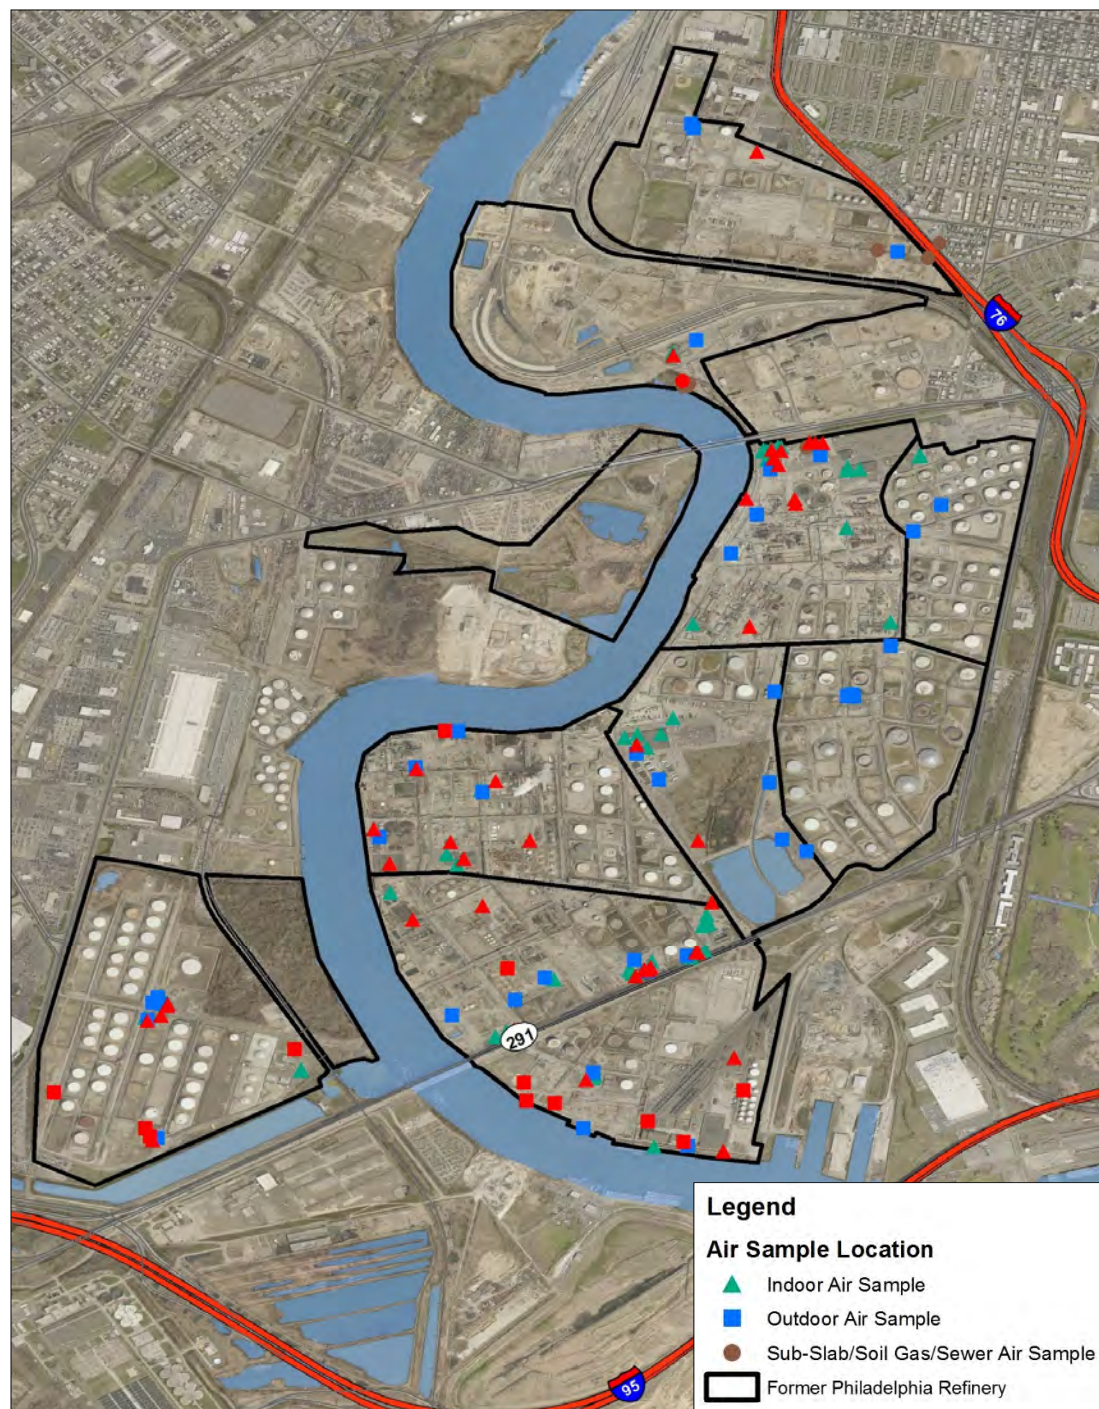 76
291
95
Legend
Air Sample Location
Indoor Air Sample
Outdoor Air Sample
Sub-Slab/Soil Gas/Sewer Air Sample
Former Philadelphia Refinery